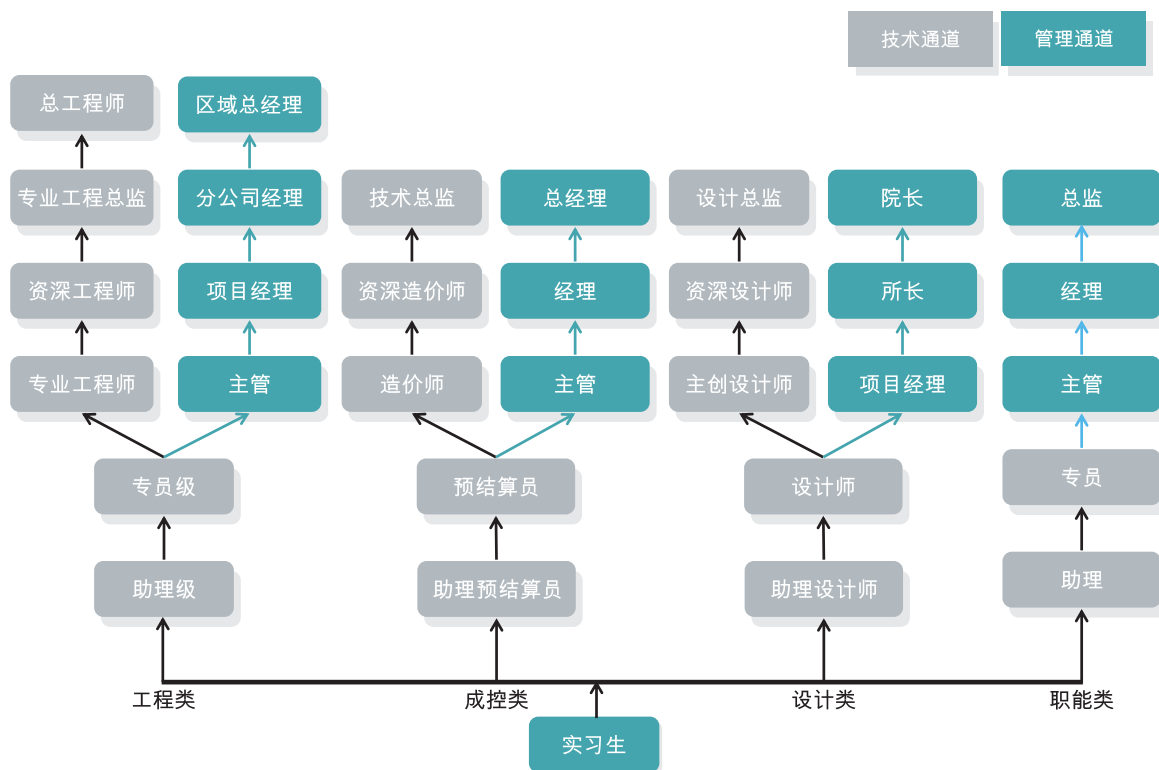 技术通道
管理通道
总工程师
区域总经理
专业工程总监
分公司经理
技术总监
总经理
设计总监
院长
总监
资深工程师
项目经理
资深造价师
经理
资深设计师
所长
经理
专业工程师
主管
造价师
主管
主创设计师
项目经理
主管
专员级
预结算员
设计师
专员
助理级
助理预结算员
助理设计师
助理
工程类
成控类
设计类
职能类
实习生